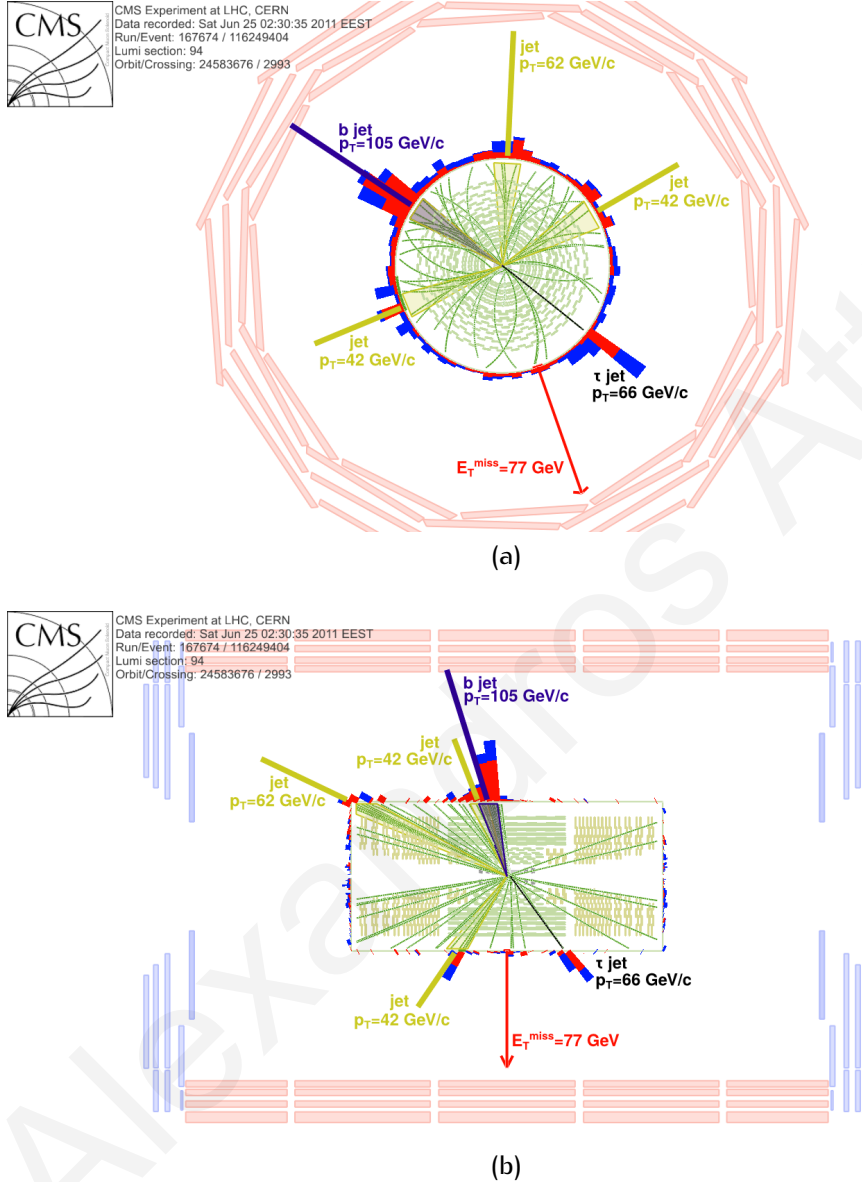 CMS
CMS Experiment at LHC, CERN
Data recorded: Sat Jun 25 02:30:35 2011 EEST
Run/Event: 167674 / 116249404
Lumi section: 94
Orbit/Crossing: 24583676 / 2993
jet
pT=62 GeV/c
b jet
pT=105 GeV/c
jet
pT=42 GeV/c
jet
pT=42 GeV/c
τ jet
pT=66 GeV/c
ETmiss=77 GeV
(a)
CMS
CMS Experiment at LHC, CERN
Data recorded: Sat Jun 25 02:30:35 2011 EEST
Run/Event: 167674 / 116249404
Lumi section: 94
Orbit/Crossing: 24583676 / 2993
b jet
pT=105 GeV/c
jet
pT=42 GeV/c
jet
pT=62 GeV/c
τ jet
pT=66 GeV/c
jet
pT=42 GeV/c
ETmiss=77 GeV
(b)
Alexandros At